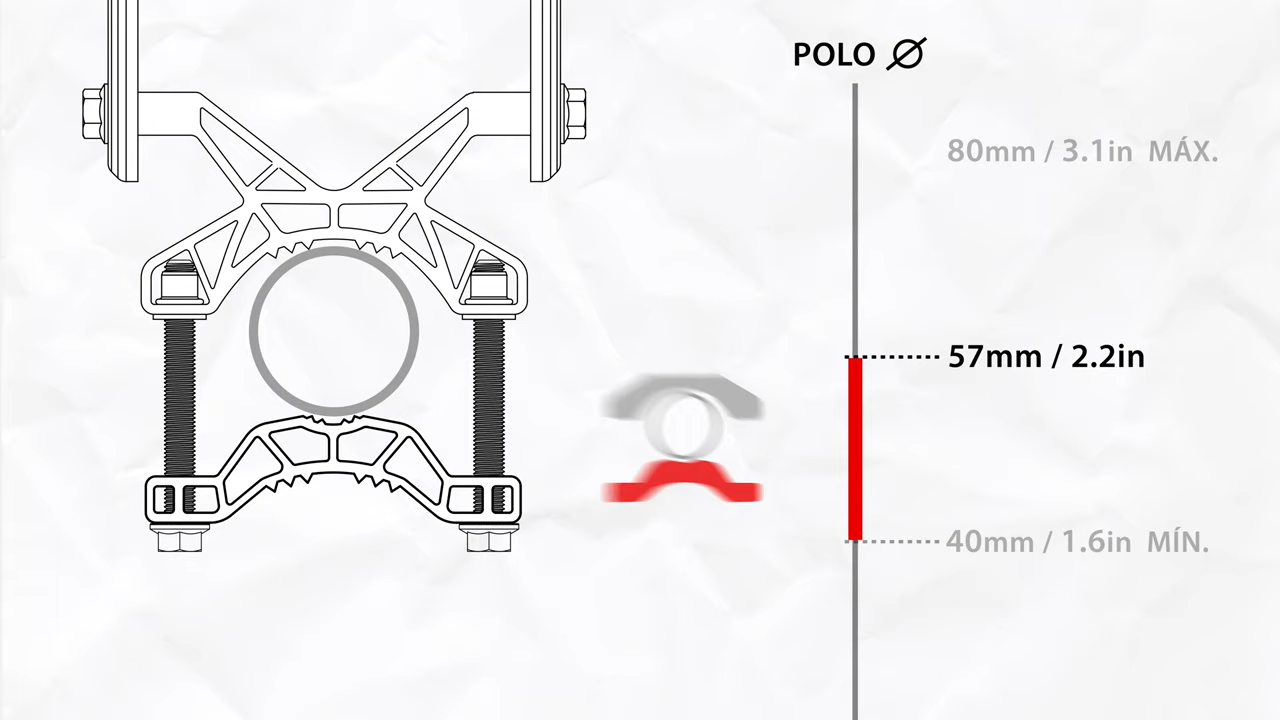 POLO Ø
80mm / 3.1in MÁX.
57mm / 2.2in
40mm / 1.6in MÍN.